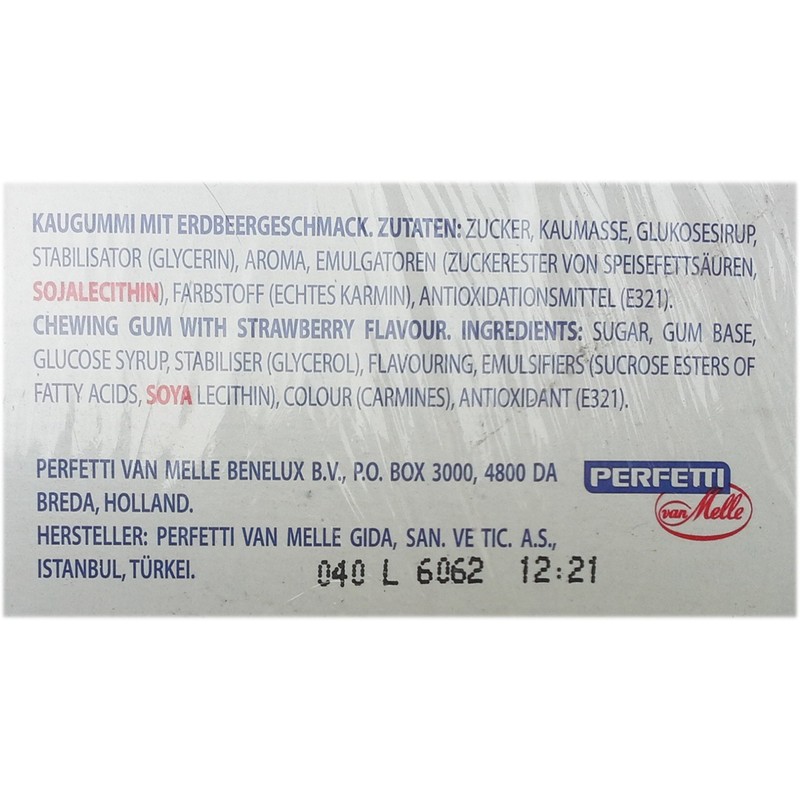 KAUGUMMI MIT ERDBEERGESCHMACK. ZUTATEN: ZUCKER, KAUMASSE, GLUKOSESIRUP,
STABILISATOR (GLYCERIN), AROMA, EMULGATOREN (ZUCKERESTER VON SPEISEFETTSÄUREN,
SOJALECITHIN), FARBSTOFF (ECHTES KARMIN), ANTIOXIDATIONSMITTEL (E321).
CHEWING GUM WITH STRAWBERRY FLAVOUR. INGREDIENTS: SUGAR, GUM BASE,
GLUCOSE SYRUP, STABILISER (GLYCEROL), FLAVOURING, EMULSIFIERS (SUCROSE ESTERS OF
FATTY ACIDS, SOYA LECITHIN), COLOUR (CARMINES), ANTIOXIDANT (E321).
PERFETTI VAN MELLE BENELUX B.V., P.O. BOX 3000, 4800 DA
BREDA, HOLLAND.
HERSTELLER: PERFETTI VAN MELLE GIDA, SAN. VE TIC. A.S.,
ISTANBUL, TÜRKEI.
040 L 6062 12:21
PERFETTI
van Melle